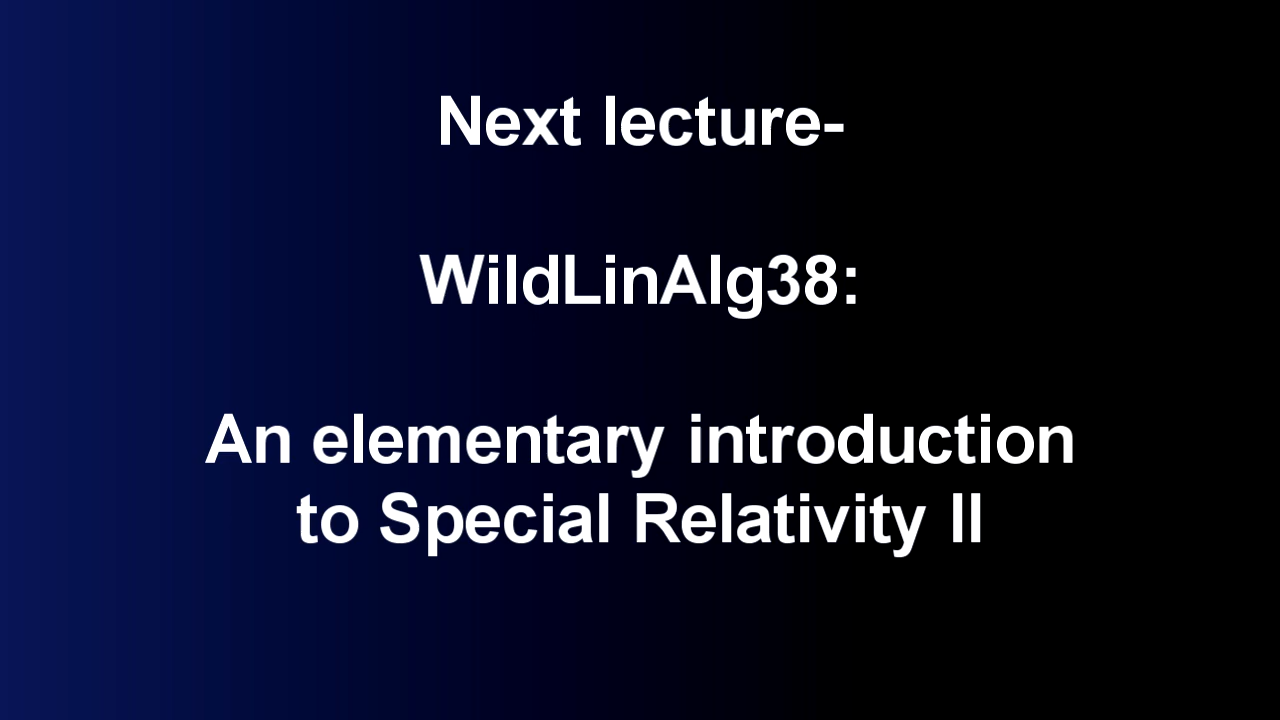 Next lecture-
WildLinAlg38:
An elementary introduction
to Special Relativity II